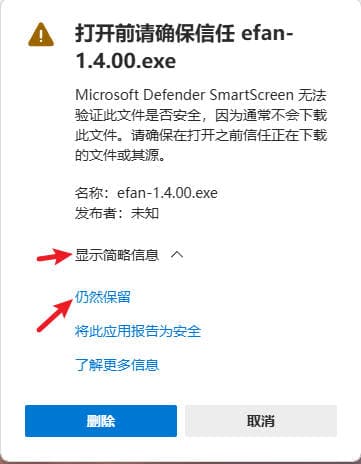 打开前请确保信任 efan-
1.4.00.exe
Microsoft Defender SmartScreen 无法
验证此文件是否安全，因为通常不会下载
此文件。请确保在打开之前信任正在下载
的文件或其源。
名称：efan-1.4.00.exe
发布者：未知
显示简略信息
仍然保留
将此应用报告为安全
了解更多信息
删除
取消